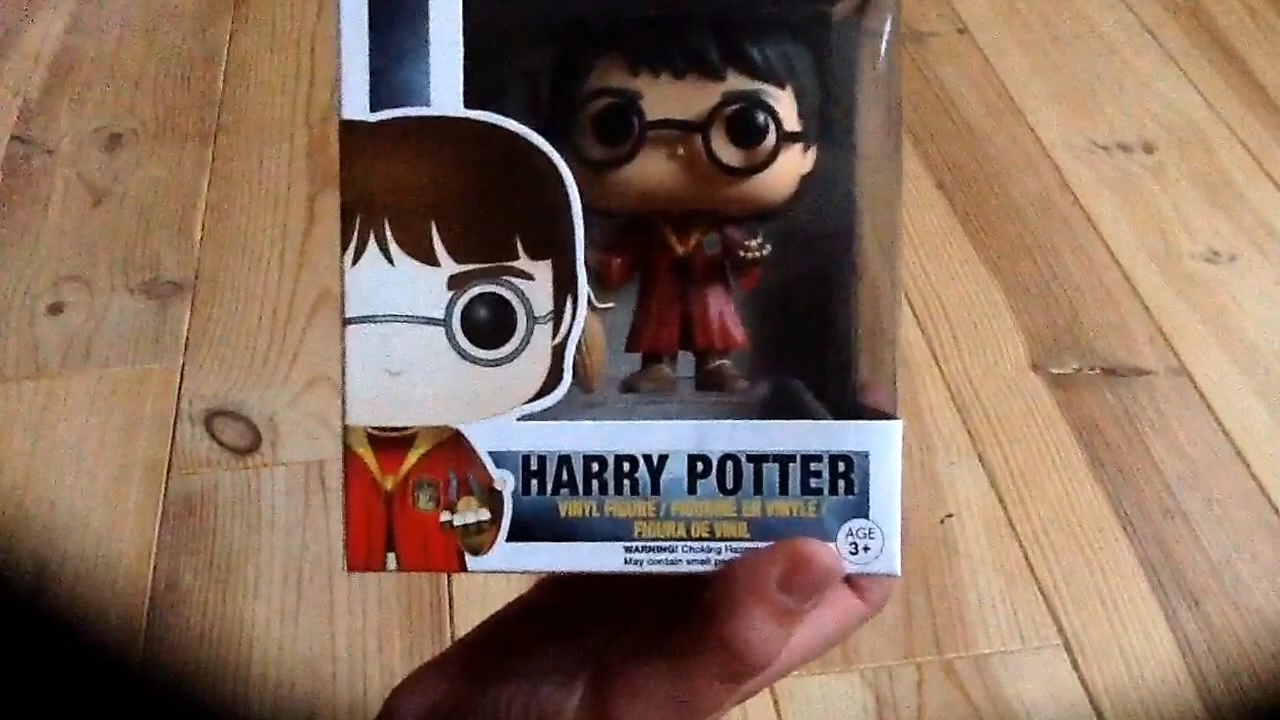 HARRY POTTER
VINYL FIGURE / FIGURINE EN VINYLE /
FIGURA DE VINIL
AGE
3+
WARNING! Choking
May contain small